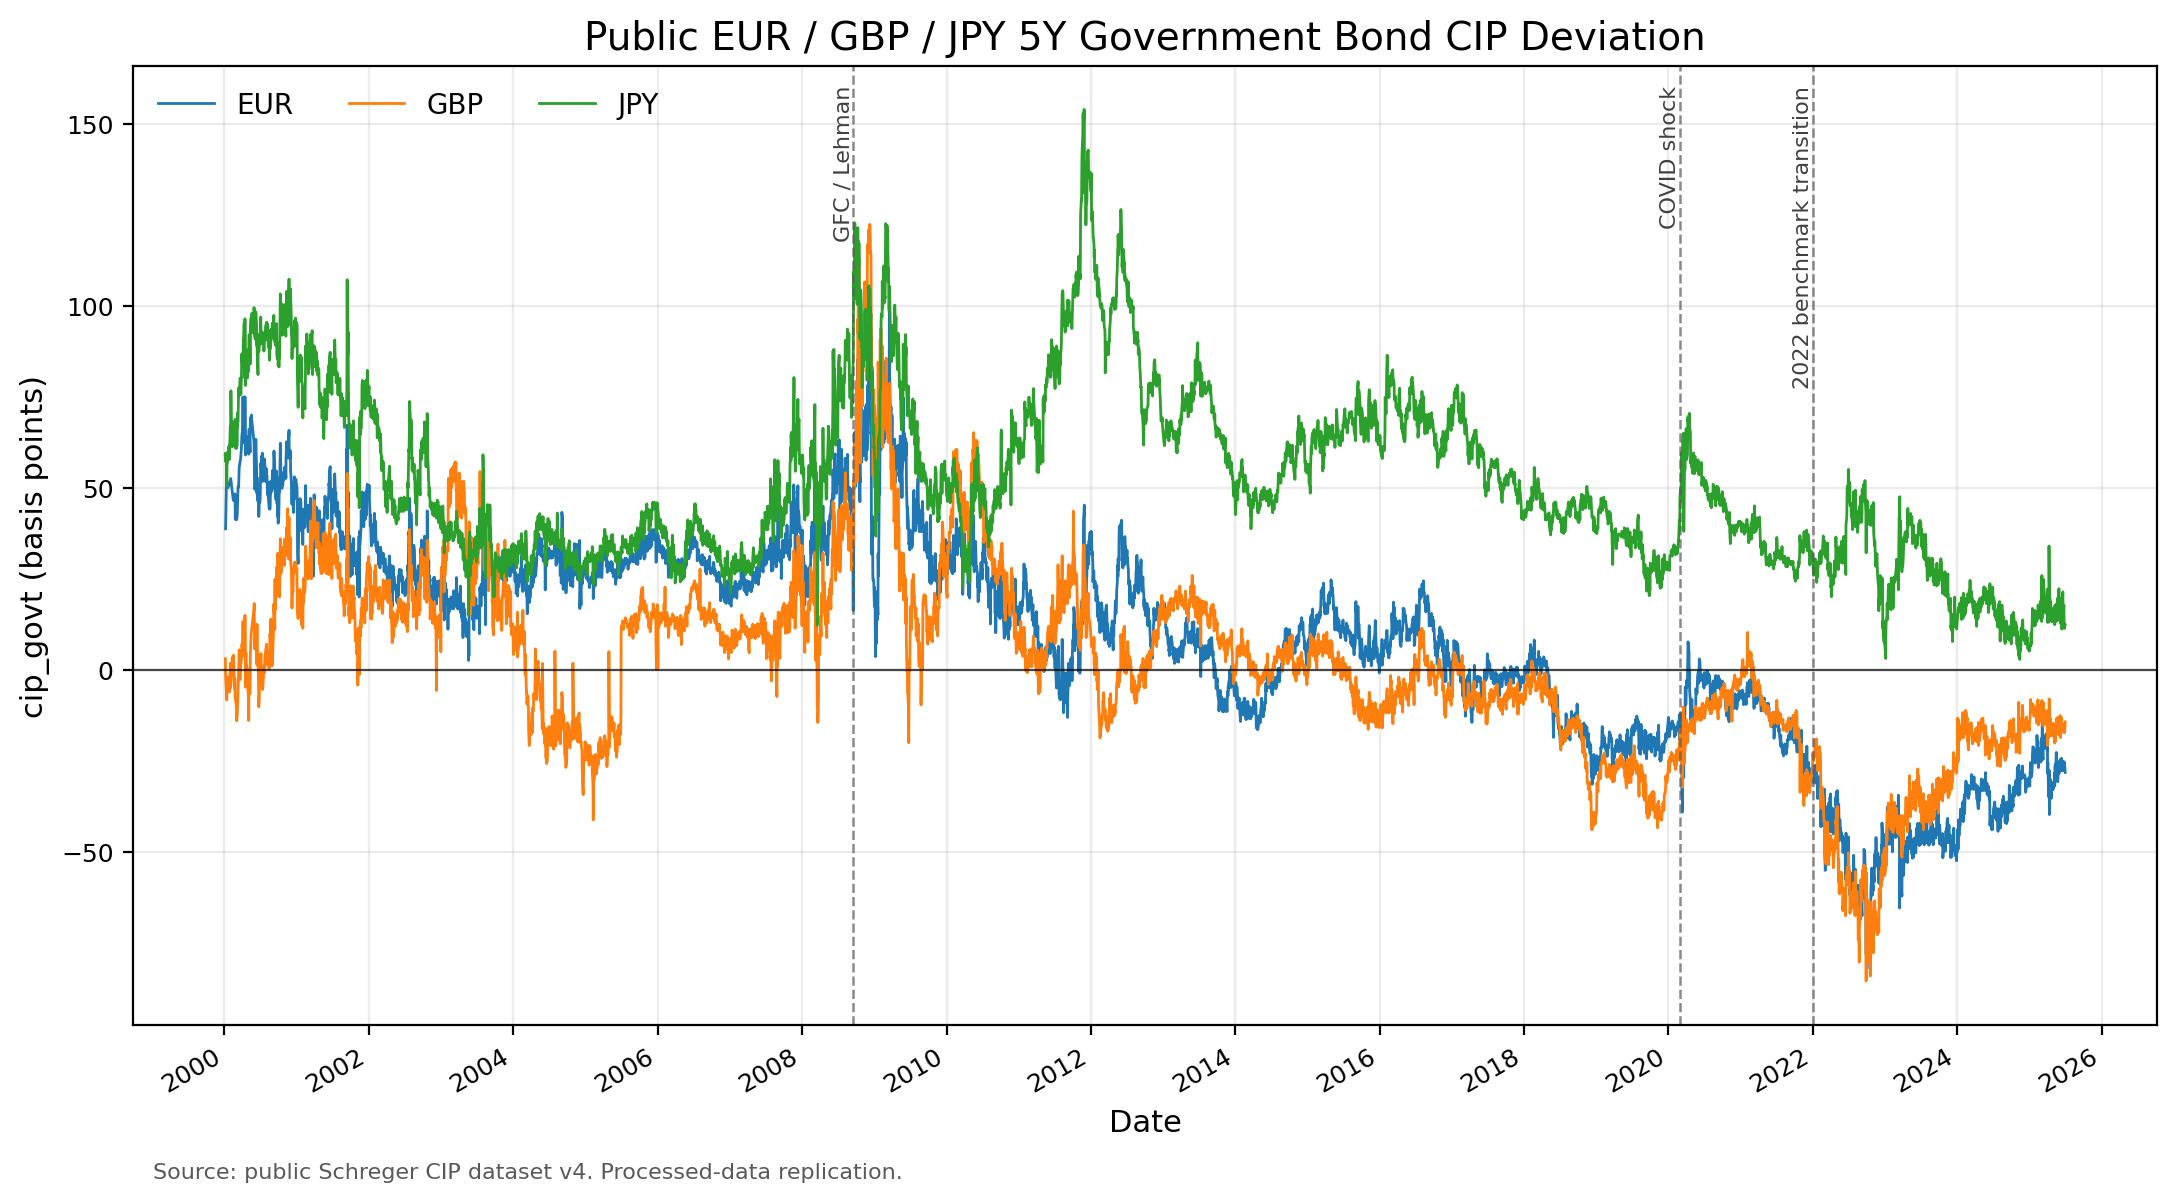 Public EUR / GBP / JPY 5Y Government Bond CIP Deviation
EUR GBP JPY
GFC / Lehman
COVID shock
2022 benchmark transition
cip_govt (basis points)
150
100
50
0
−50
2000 2002 2004 2006 2008 2010 2012 2014 2016 2018 2020 2022 2024 2026
Date
Source: public Schreger CIP dataset v4. Processed-data replication.